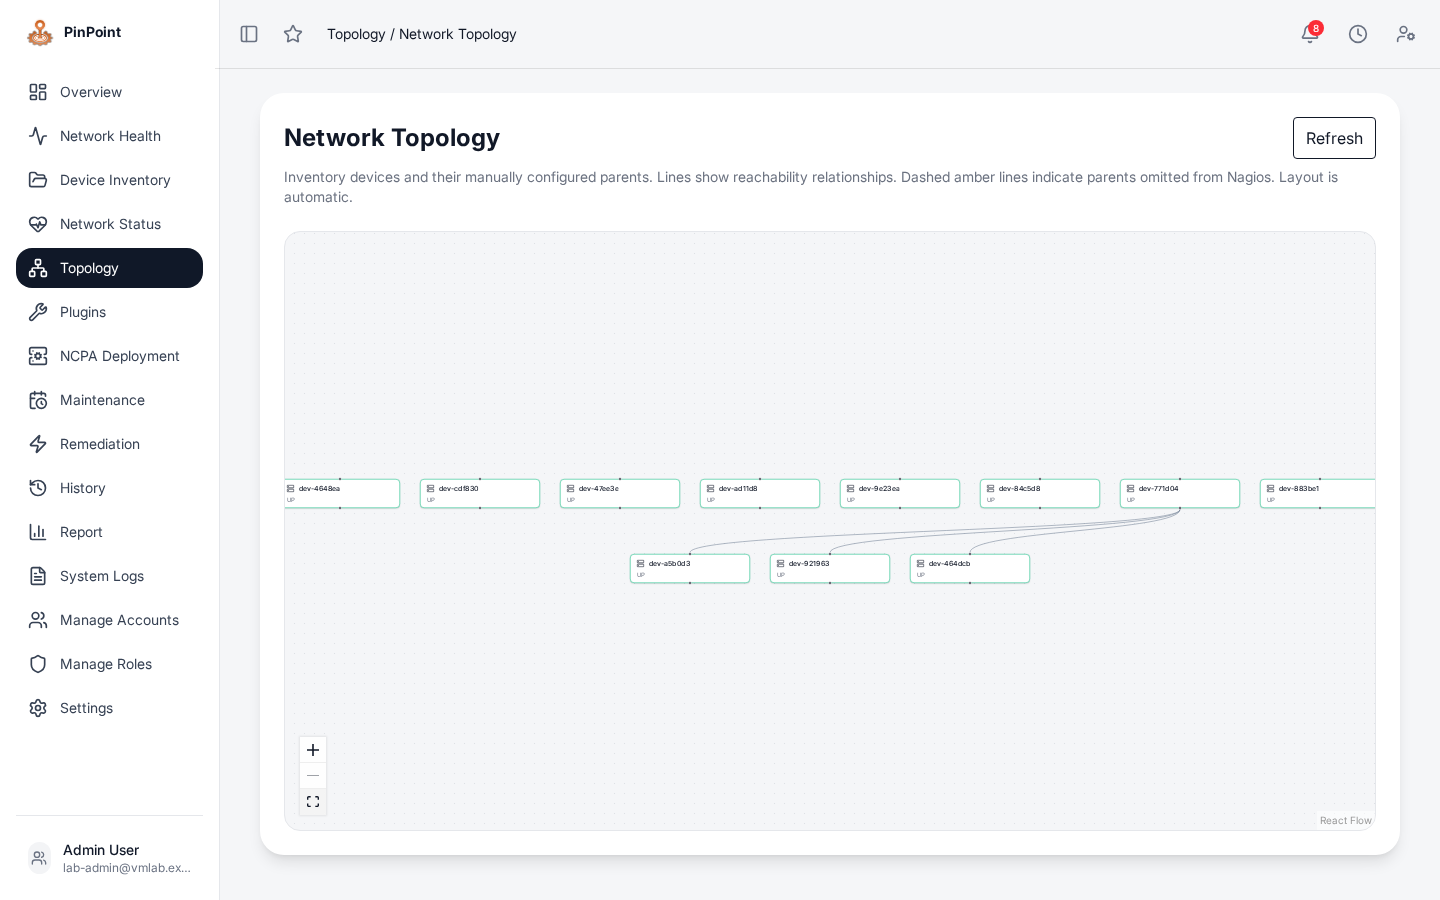 PinPoint
Topology / Network Topology
8
Overview
Network Health
Device Inventory
Network Status
Topology
Plugins
NCPA Deployment
Maintenance
Remediation
History
Report
System Logs
Manage Accounts
Manage Roles
Settings
Admin User
lab-admin@vmlab.ex...
Network Topology
Refresh
Inventory devices and their manually configured parents. Lines show reachability relationships. Dashed amber lines indicate parents omitted from Nagios. Layout is
automatic.
dev-4648ea
UP
dev-cdf830
UP
dev-47ee3e
UP
dev-ad11d8
UP
dev-9e23ea
UP
dev-84c5d8
UP
dev-771d04
UP
dev-883be1
UP
dev-a5b0d3
UP
dev-921963
UP
dev-464dcb
UP
React Flow